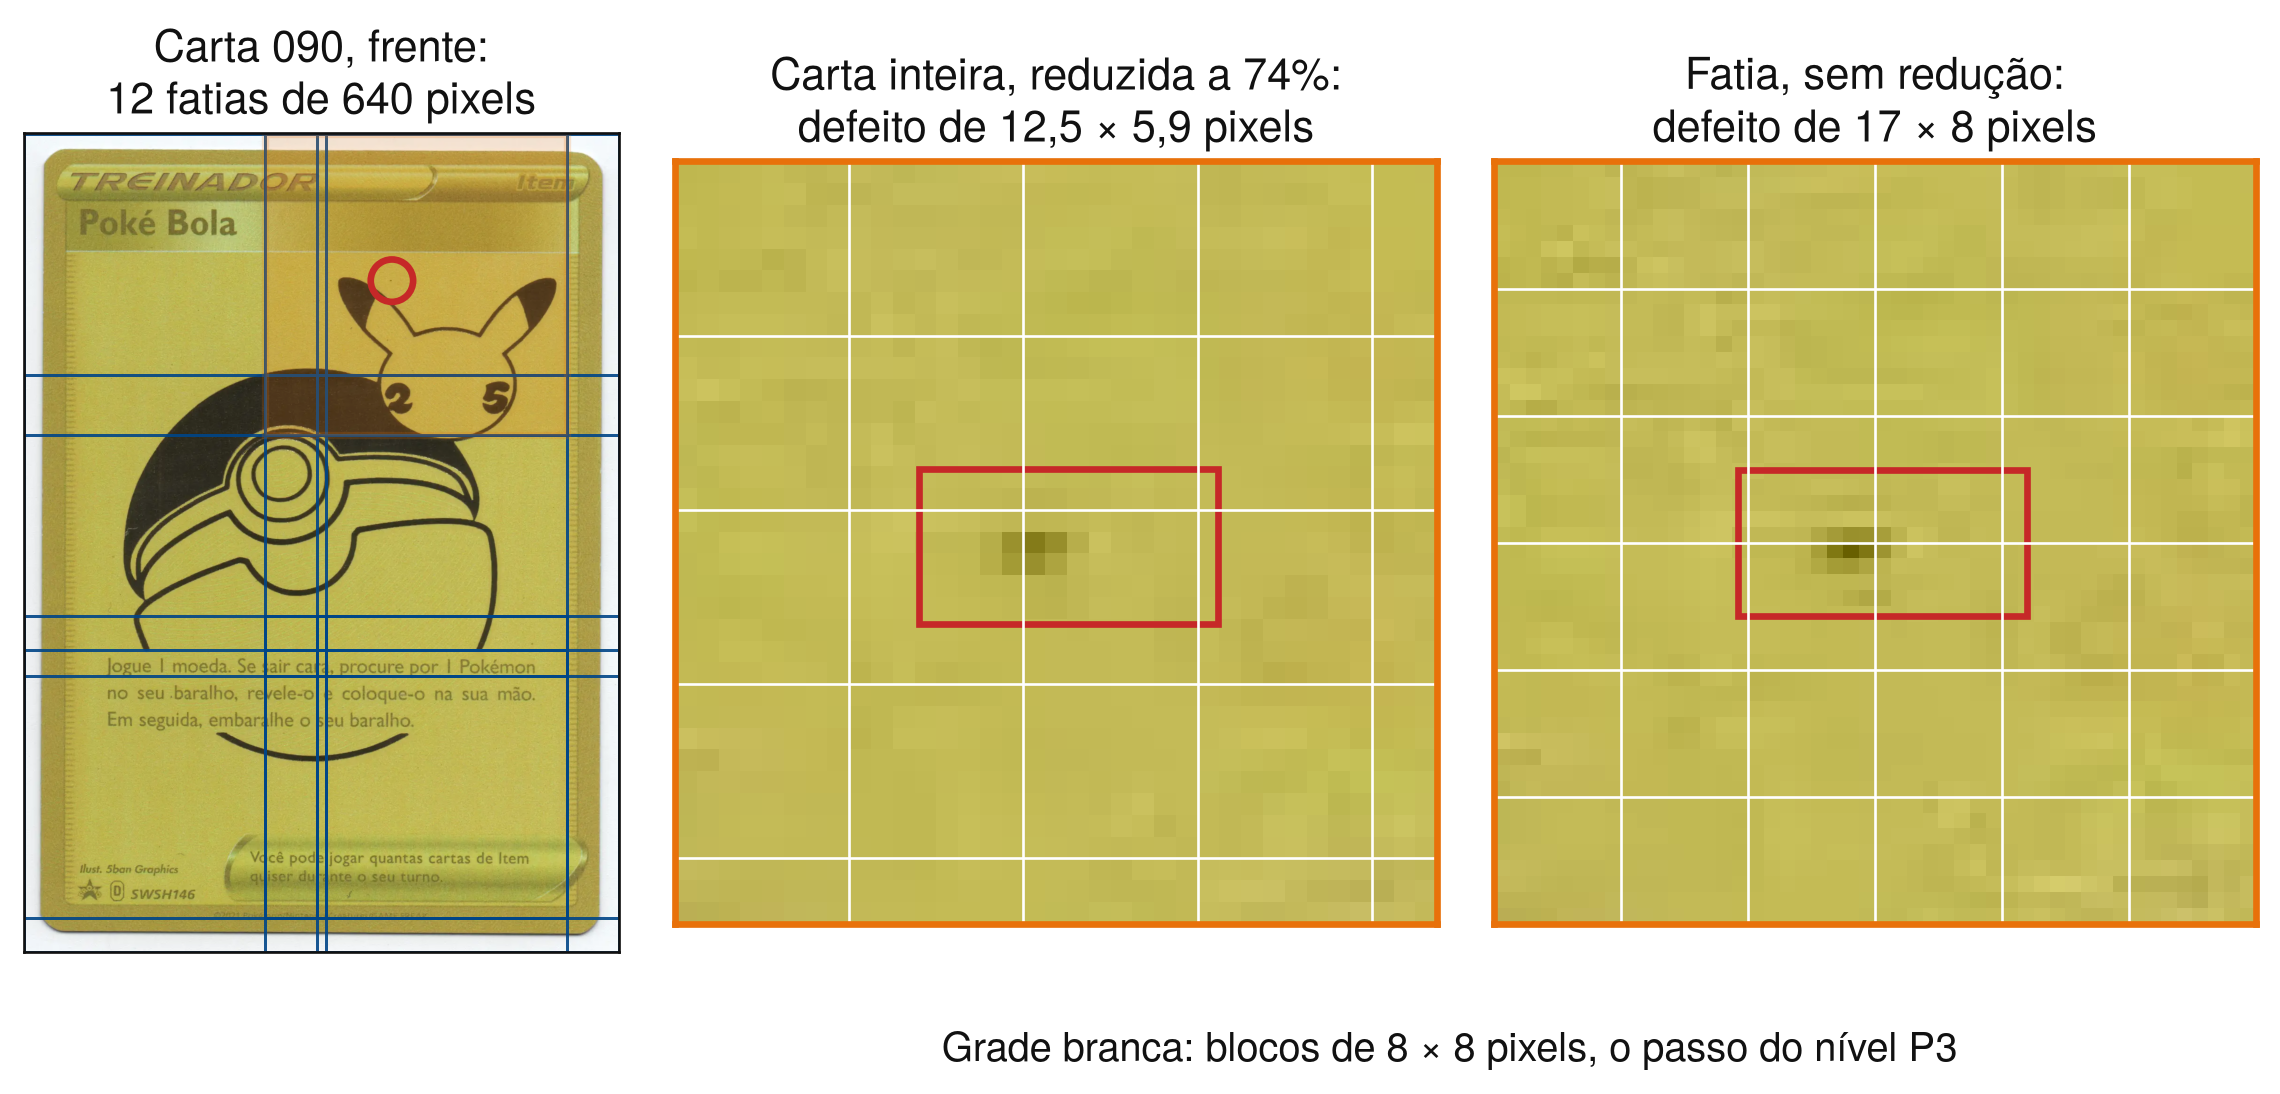 Carta 090, frente:
12 fatias de 640 pixels
Carta inteira, reduzida a 74%:
defeito de 12,5 × 5,9 pixels
Fatia, sem redução:
defeito de 17 × 8 pixels
TREINADOR
Item
Poké Bola
2 5
Jogue 1 moeda. Se sair cara, procure por 1 Pokémon
no seu baralho, revele-o e coloque-o na sua mão.
Em seguida, embaralhe o seu baralho.
Você pode jogar quantas cartas de Item
quiser durante o seu turno.
Ilust. 5ban Graphics
D SWSH146
Grade branca: blocos de 8 × 8 pixels, o passo do nível P3